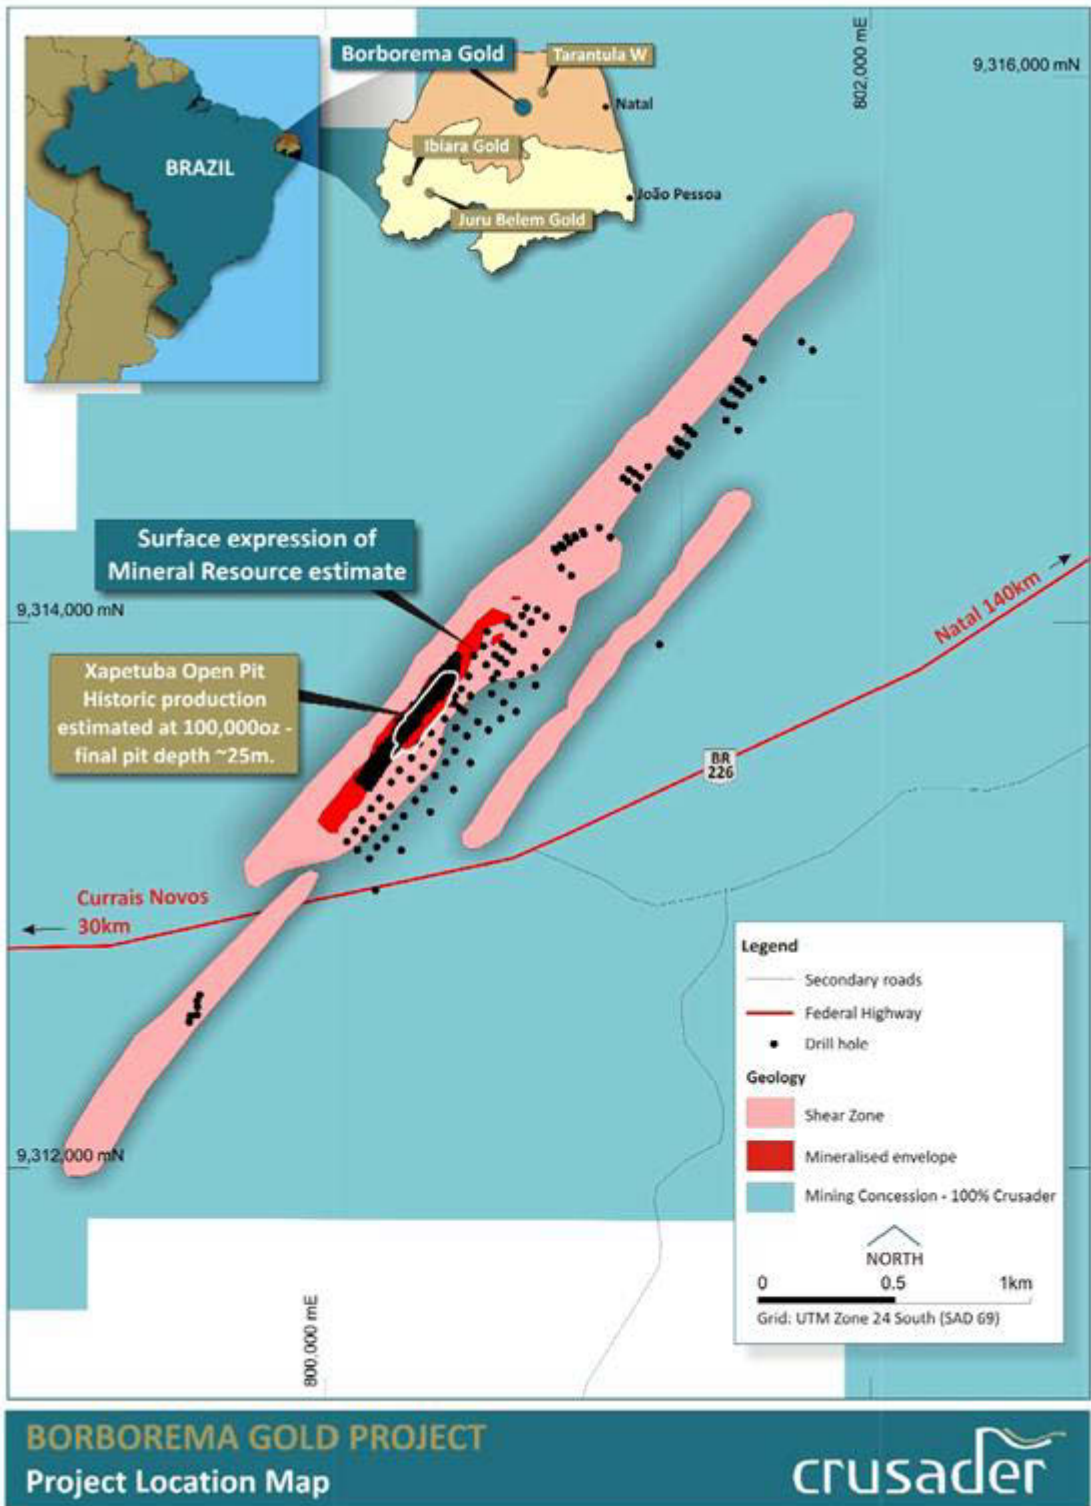 802,000 mE
9,316,000 mN
Borborema Gold
Tarantula W
Natal
Ibiara Gold
BRAZIL
João Pessoa
Juru Belem Gold
Surface expression of
Mineral Resource estimate
9,314,000 mN
Natal 140km
Xapetuba Open Pit
Historic production
estimated at 100,000oz -
final pit depth ~25m.
BR
226
Currais Novos
30km
Legend
Secondary roads
Federal Highway
Drill hole
Geology
Shear Zone
Mineralised envelope
Mining Concession - 100% Crusader
9,312,000 mN
NORTH
0 0.5 1km
Grid: UTM Zone 24 South (SAD 69)
800,000 mE
BORBOREMA GOLD PROJECT
Project Location Map
crusader